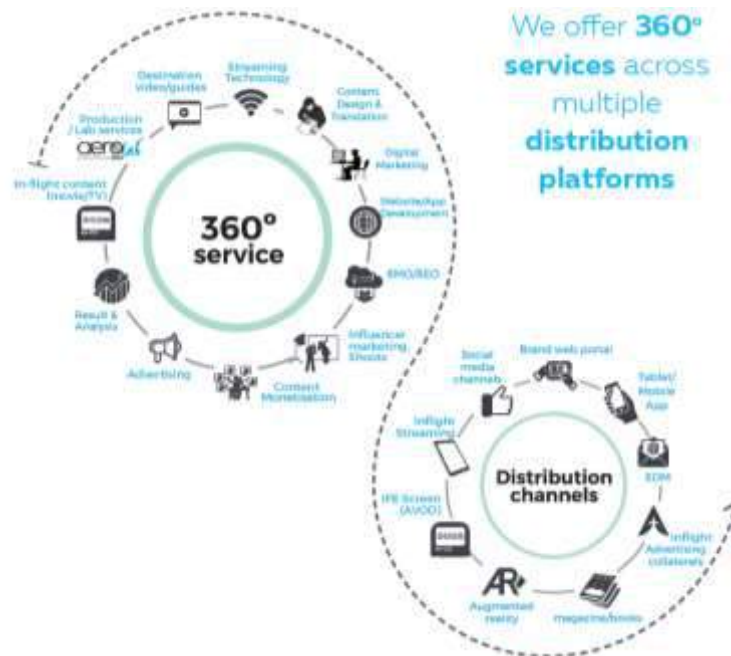 We offer 360°
services across
multiple
distribution
platforms
Streaming
Technology
Destination
video/guides
Content
Design &
Translation
Production
/ Lab services
aero
lab
Digital
Marketing
In-flight content
(movie/TV)
Website/App
Development
360°
service
Result &
Analysis
Influencer
marketing,
Shoots
Advertising
Content
Monetisation
Brand web portal
Social
media
channels
Tablet/
Mobile
App
Inflight
Streaming
EDM
Distribution
channels
IFE Screen
(AVOD)
Inflight
Advertising
collaterals
AR
Augmented
reality
magazine/books